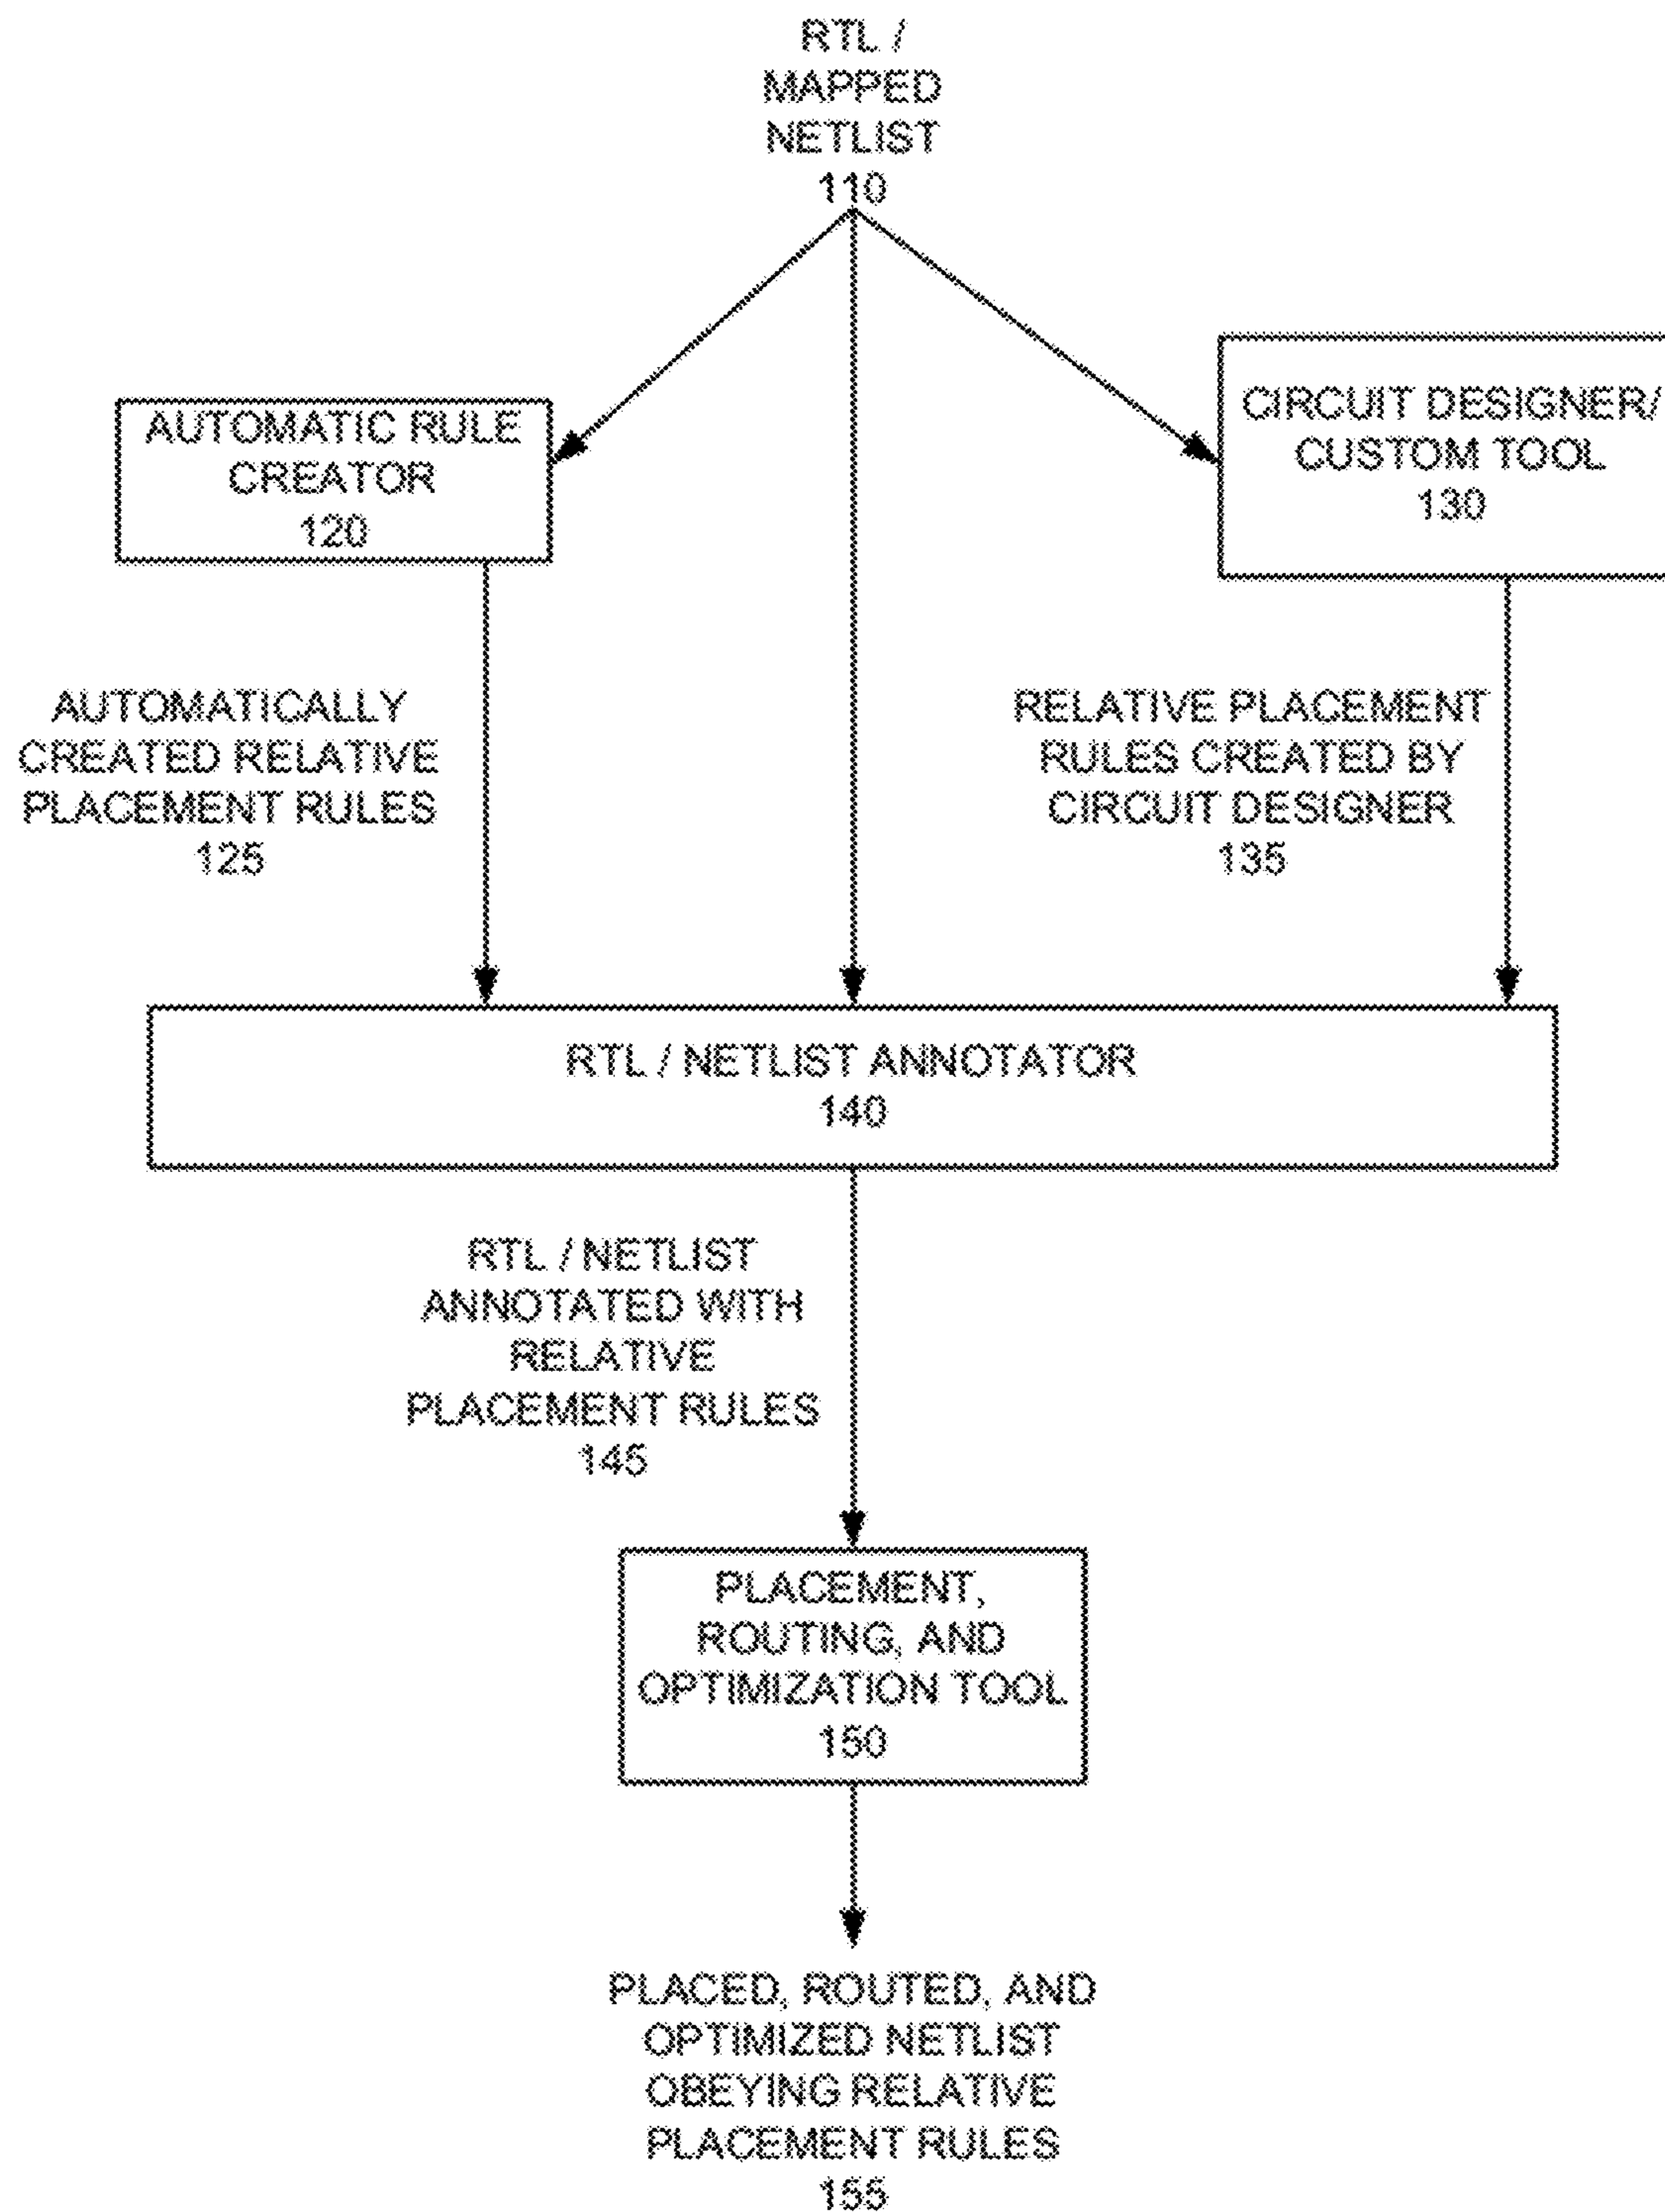 RTL /
MAPPED
NETLIST
110
AUTOMATIC RULE
CREATOR
120
CIRCUIT DESIGNER/
CUSTOM TOOL
130
AUTOMATICALLY
CREATED RELATIVE
PLACEMENT RULES
125
RELATIVE PLACEMENT
RULES CREATED BY
CIRCUIT DESIGNER
135
RTL / NETLIST ANNOTATOR
140
RTL / NETLIST
ANNOTATED WITH
RELATIVE
PLACEMENT RULES
145
PLACEMENT,
ROUTING, AND
OPTIMIZATION TOOL
150
PLACED, ROUTED, AND
OPTIMIZED NETLIST
OBEYING RELATIVE
PLACEMENT RULES
155